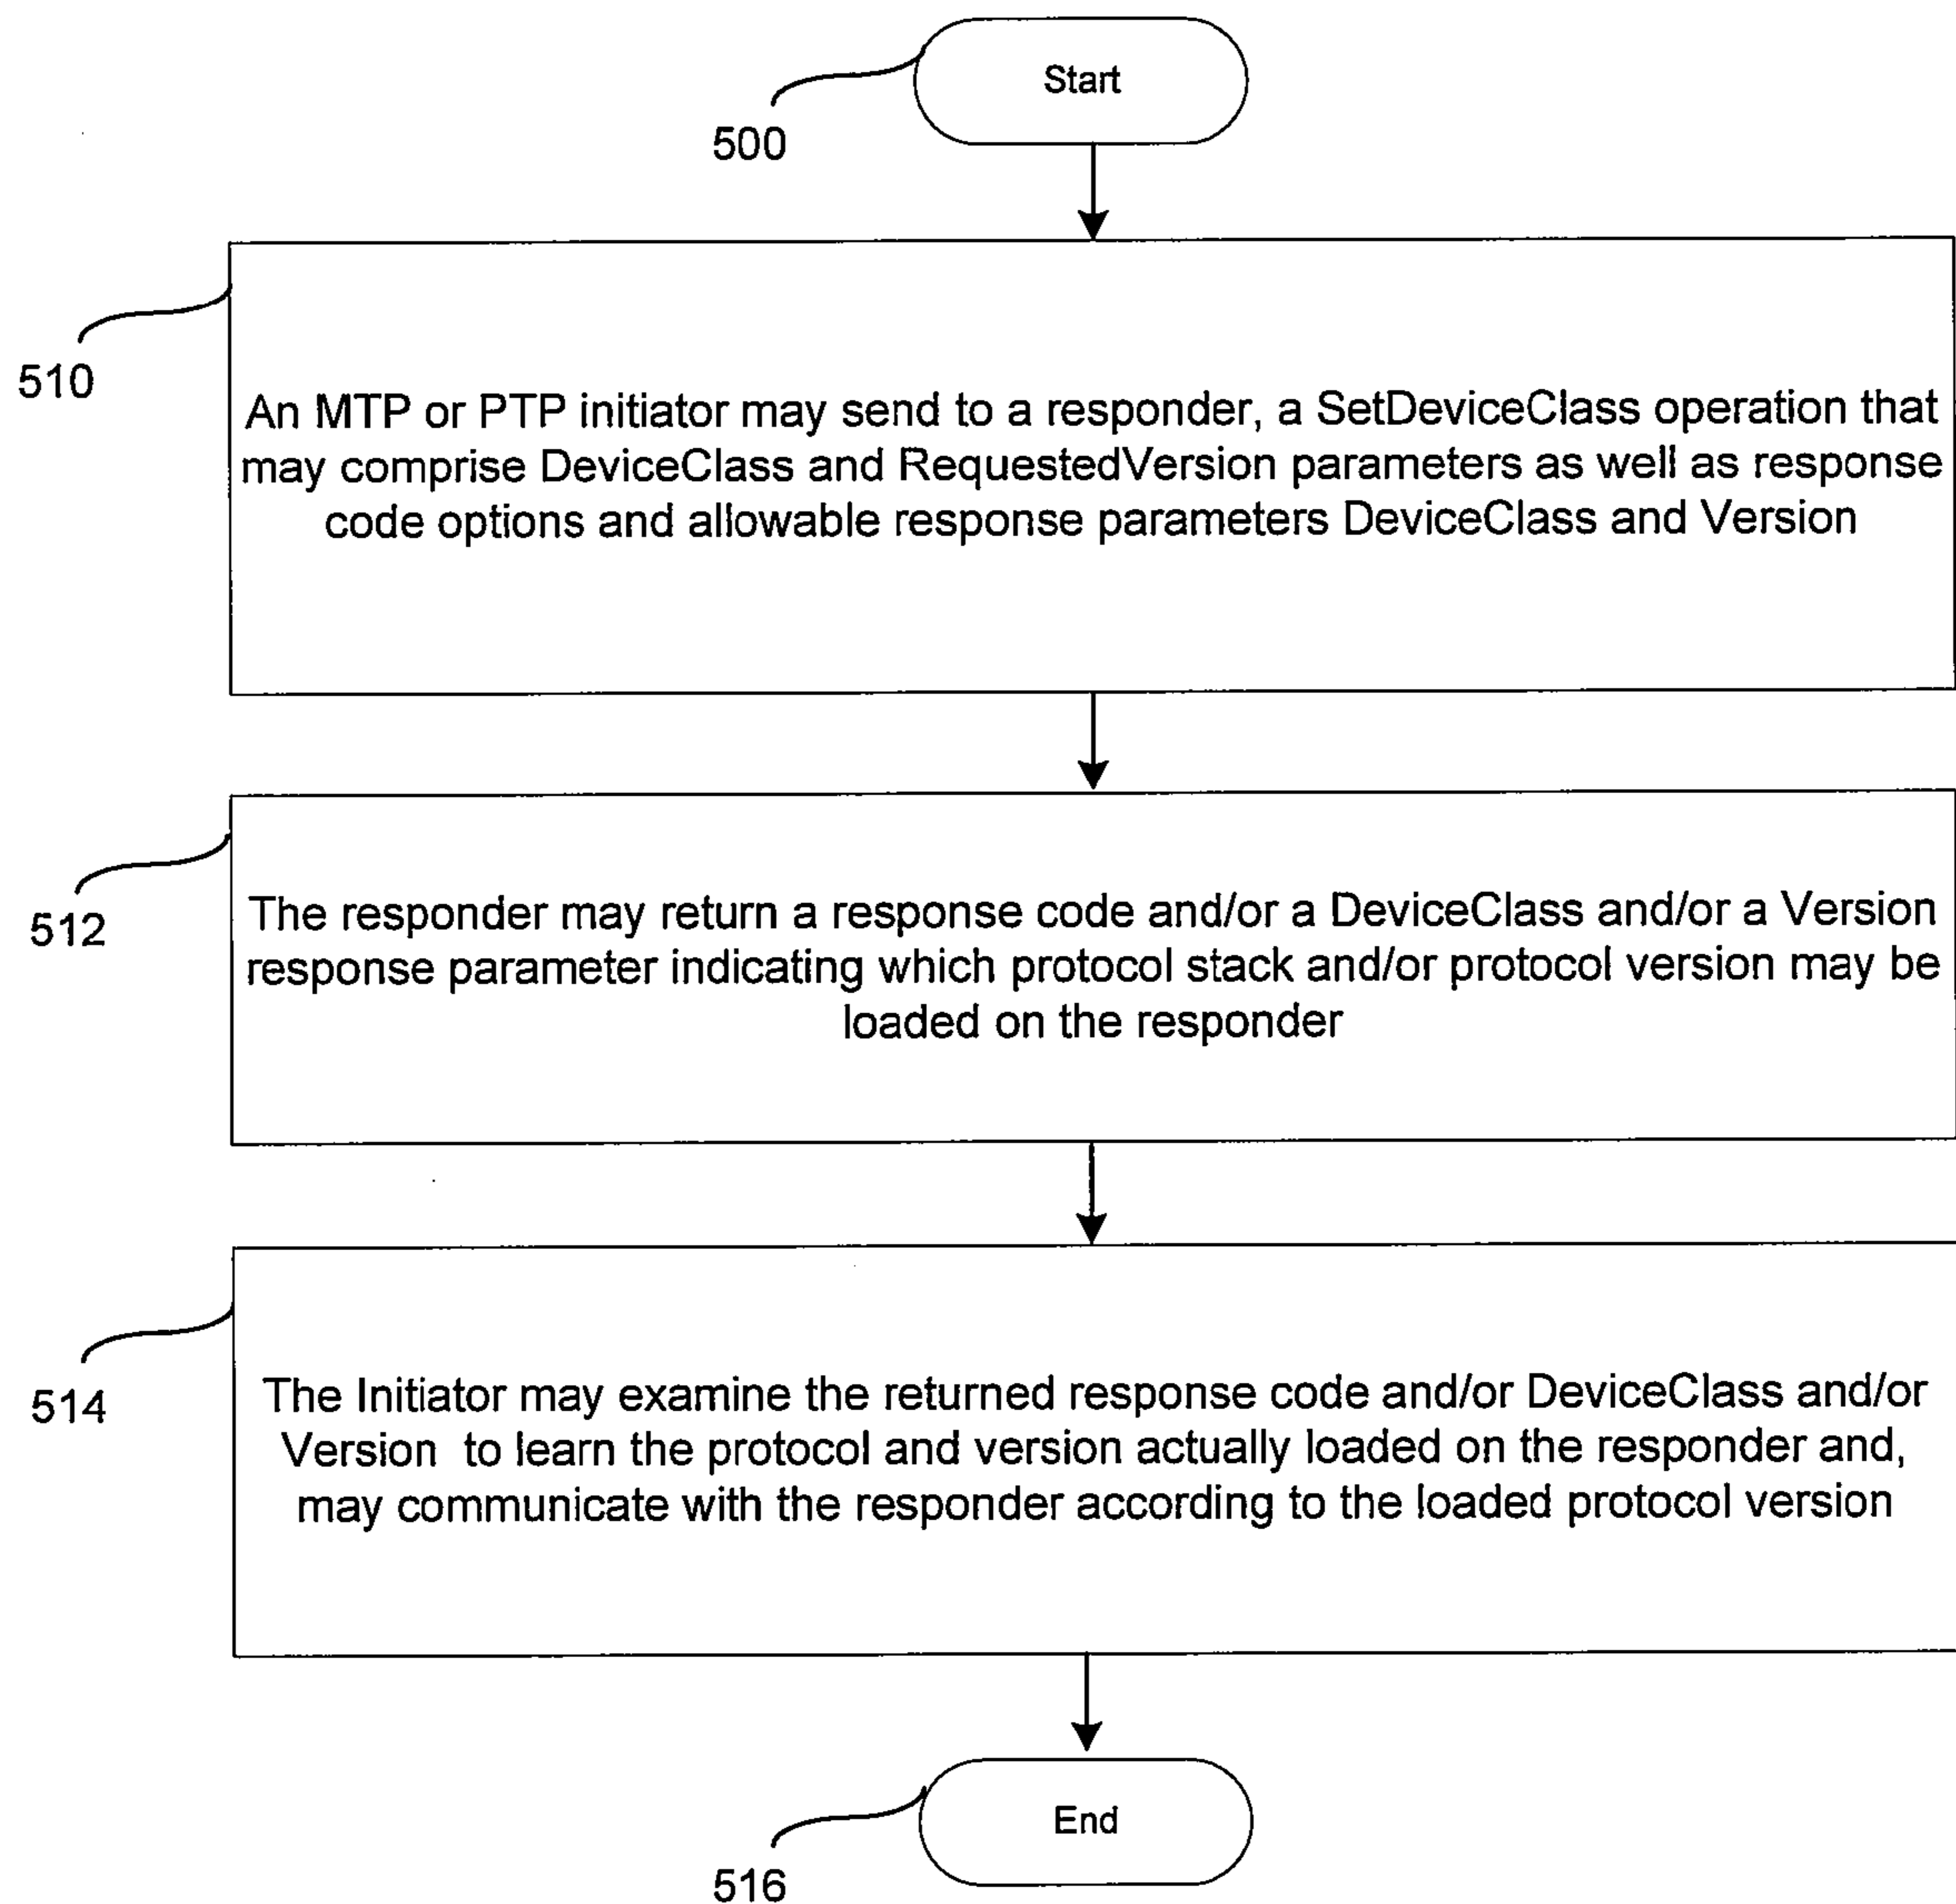 Start
500
510
An MTP or PTP initiator may send to a responder, a SetDeviceClass operation that
may comprise DeviceClass and RequestedVersion parameters as well as response
code options and allowable response parameters DeviceClass and Version
512
The responder may return a response code and/or a DeviceClass and/or a Version
response parameter indicating which protocol stack and/or protocol version may be
loaded on the responder
514
The Initiator may examine the returned response code and/or DeviceClass and/or
Version to learn the protocol and version actually loaded on the responder and,
may communicate with the responder according to the loaded protocol version
End
516